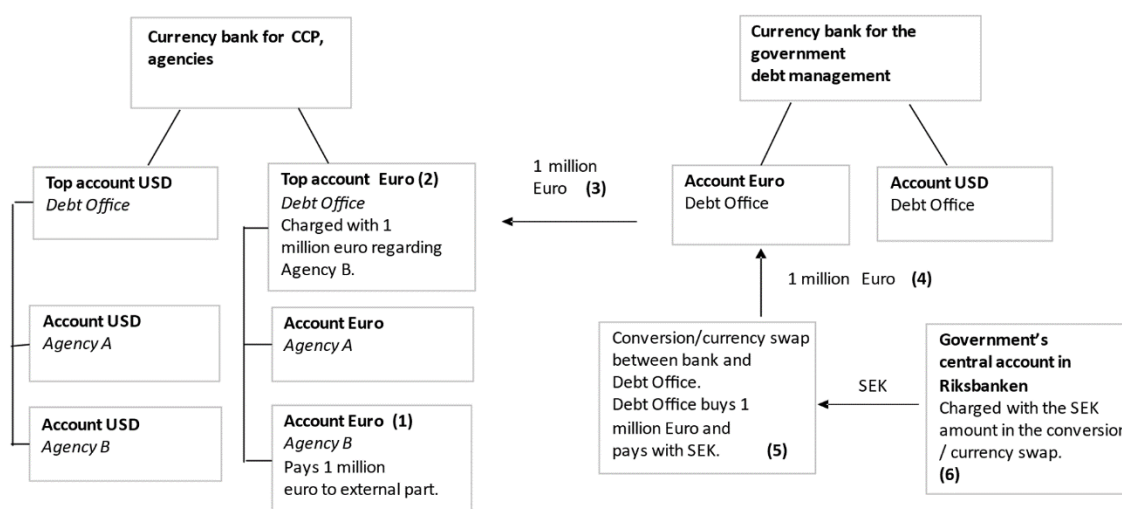 Currency bank for CCP,
agencies
Currency bank for the
government
debt management
Top account USD
Debt Office
Top account Euro (2)
Debt Office
Charged with 1
million euro regarding
Agency B.
1 million
Euro (3)
Account Euro
Debt Office
Account USD
Debt Office
1 million Euro (4)
Account USD
Agency A
Account Euro
Agency A
Conversion/currency swap
between bank and
Debt Office.
Debt Office buys 1
million Euro and
pays with SEK. (5)
SEK
Government's
central account in
Riksbanken
Charged with the SEK
amount in the conversion
/ currency swap.
(6)
Account USD
Agency B
Account Euro (1)
Agency B
Pays 1 million
euro to external part.